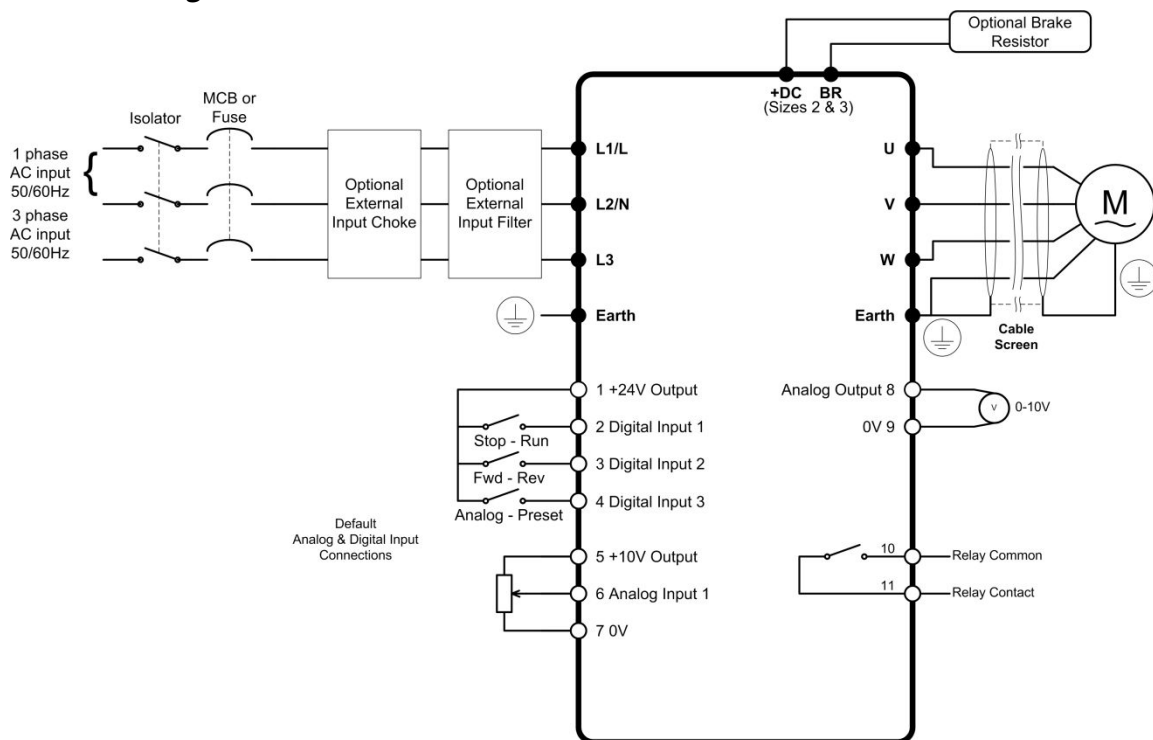 Optional Brake
Resistor
+DC BR
(Sizes 2 & 3)
Isolator
MCB or
Fuse
1 phase
AC input
50/60Hz
{
3 phase
AC input
50/60Hz
Optional
External
Input Choke
Optional
External
Input Filter
L1/L
L2/N
L3
Earth
U
V
W
Earth
M
Cable
Screen
1 +24V Output
2 Digital Input 1
Stop - Run
3 Digital Input 2
Fwd - Rev
4 Digital Input 3
Analog - Preset
Default
Analog & Digital Input
Connections
5 +10V Output
6 Analog Input 1
7 0V
Analog Output 8
V
0-10V
0V 9
10
Relay Common
11
Relay Contact